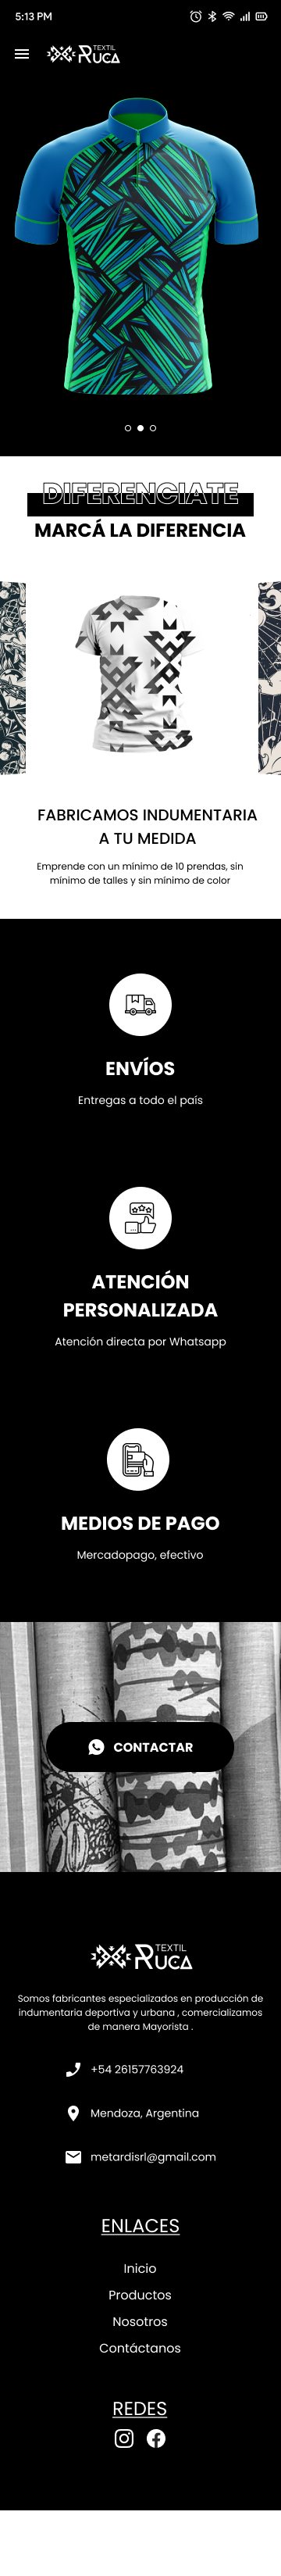 5:13 PM
TEXTIL
RUCA
DIFERENCIATE
MARCÁ LA DIFERENCIA
FABRICAMOS INDUMENTARIA
A TU MEDIDA
Emprende con un mínimo de 10 prendas, sin
mínimo de talles y sin mínimo de color
ENVÍOS
Entregas a todo el país
ATENCIÓN
PERSONALIZADA
Atención directa por Whatsapp
MEDIOS DE PAGO
Mercadopago, efectivo
CONTACTAR
TEXTIL
RUCA
Somos fabricantes especializados en producción de
indumentaria deportiva y urbana , comercializamos
de manera Mayorista .
+54 26157763924
Mendoza, Argentina
metardisrl@gmail.com
ENLACES
Inicio
Productos
Nosotros
Contáctanos
REDES